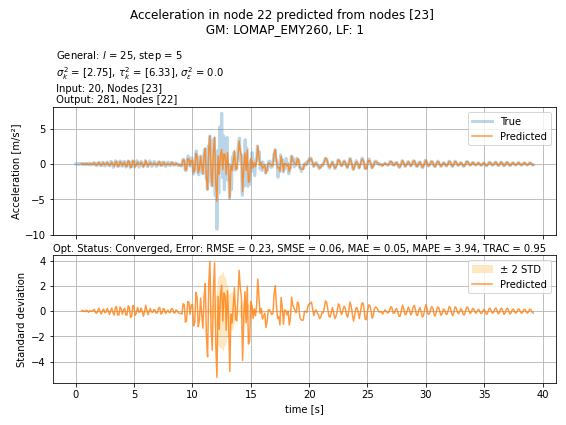 Acceleration in node 22 predicted from nodes [23]
GM: LOMAP_EMY260, LF: 1
General: l = 25, step = 5
σ²ₖ = [2.75], τ²ₖ = [6.33], σ²ε = 0.0
Input: 20, Nodes [23]
Output: 281, Nodes [22]
True
Predicted
Acceleration [m/s²]
5
0
−5
−10
Opt. Status: Converged, Error: RMSE = 0.23, SMSE = 0.06, MAE = 0.05, MAPE = 3.94, TRAC = 0.95
± 2 STD
Predicted
Standard deviation
4
2
0
−2
−4
0 5 10 15 20 25 30 35 40
time [s]